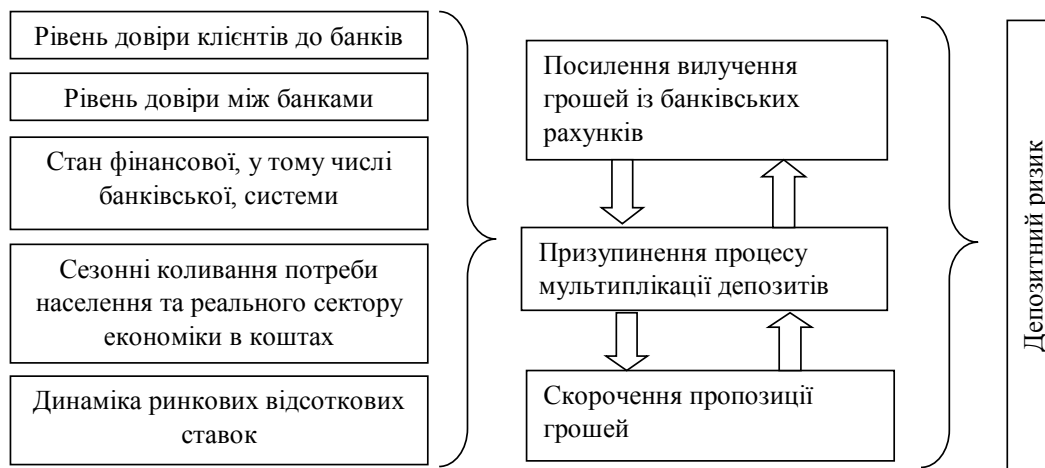 Рівень довіри клієнтів до банків
Рівень довіри між банками
Стан фінансової, у тому числі
банківської, системи
Сезонні коливання потреби
населення та реального сектору
економіки в коштах
Динаміка ринкових відсоткових
ставок
Посилення вилучення
грошей із банківських
рахунків
Призупинення процесу
мультиплікації депозитів
Скорочення пропозиції
грошей
Депозитний ризик